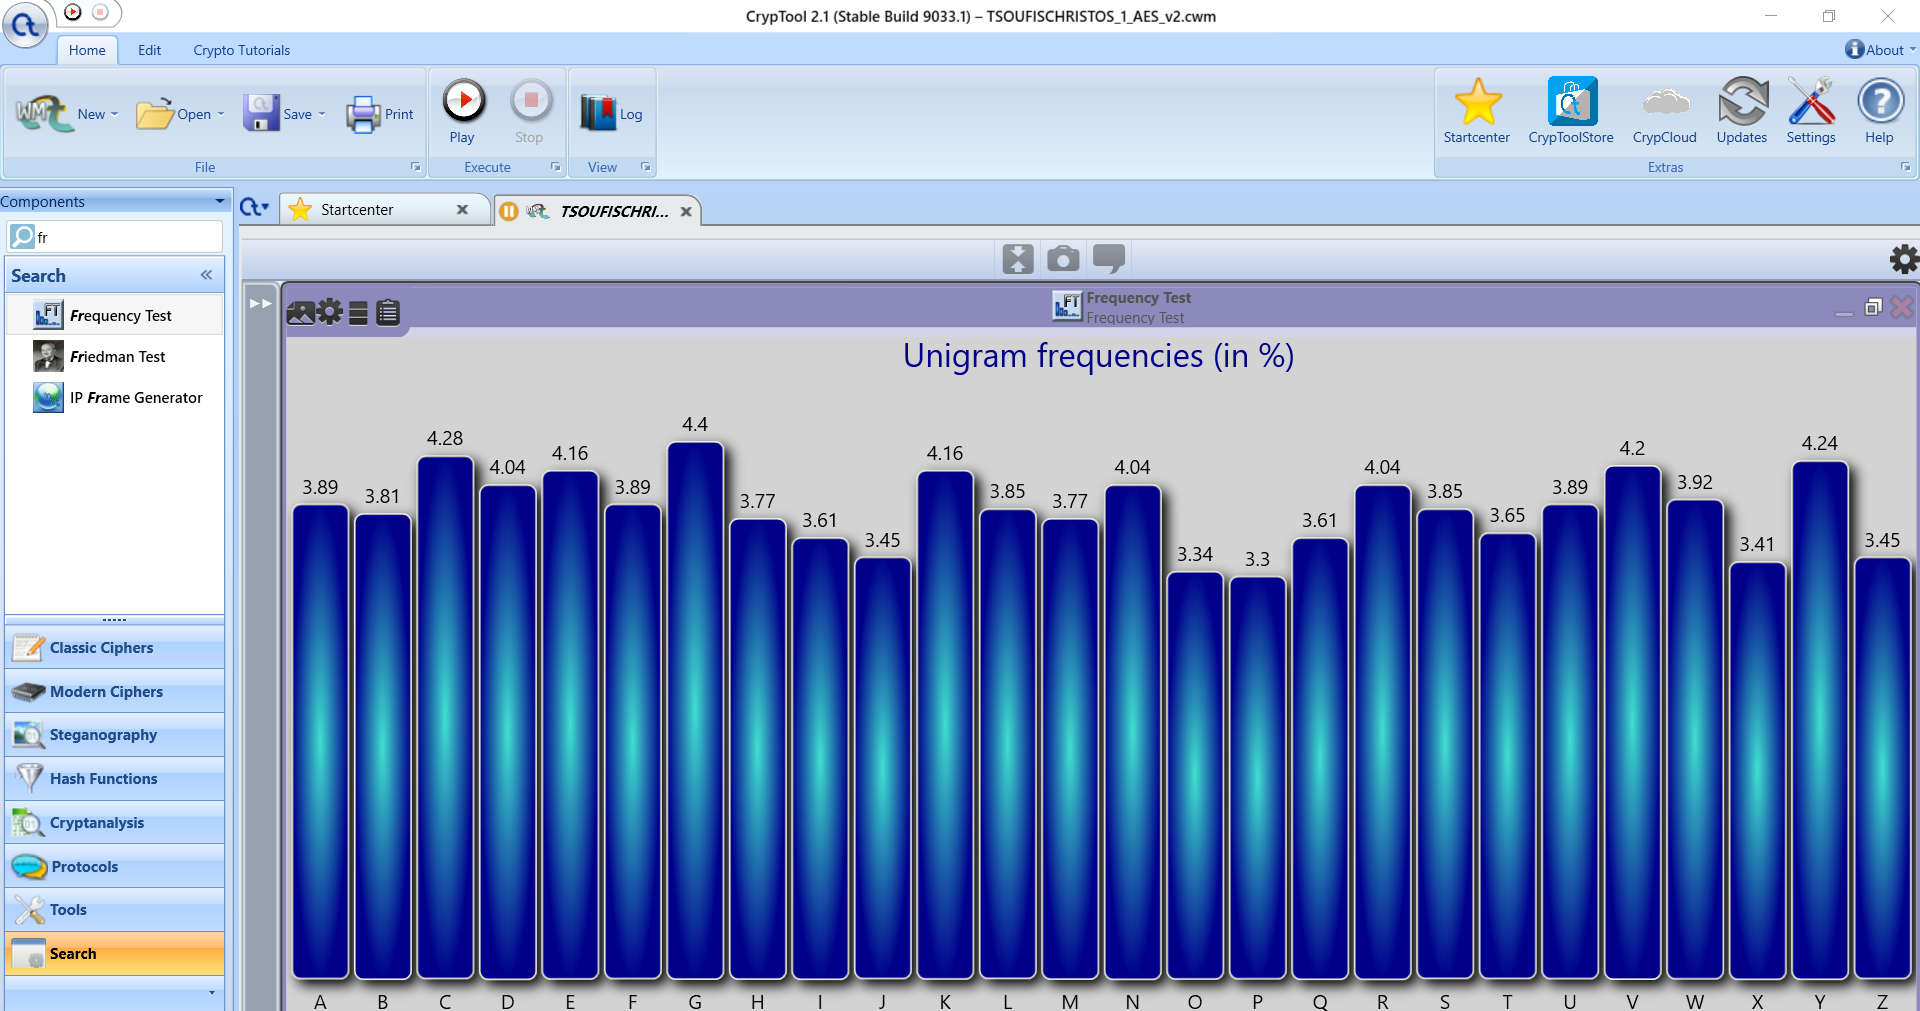 CrypTool 2.1 (Stable Build 9033.1) – TSOUFISCHRISTOS_1_AES_v2.cwm
Home Edit Crypto Tutorials About
New Open Save Print Play Stop Log Startcenter CrypToolStore CrypCloud Updates Settings Help
File Execute View Extras
Components
fr
Search
Frequency Test
Friedman Test
IP Frame Generator
Classic Ciphers
Modern Ciphers
Steganography
Hash Functions
Cryptanalysis
Protocols
Tools
Search
Startcenter TSOUFISCHRI...
Frequency Test
Frequency Test
Unigram frequencies (in %)
3.89 3.81 4.28 4.04 4.16 3.89 4.4 3.77 3.61 3.45 4.16 3.85 3.77 4.04 3.34 3.3 3.61 4.04 3.85 3.65 3.89 4.2 3.92 3.41 4.24 3.45
A B C D E F G H I J K L M N O P Q R S T U V W X Y Z